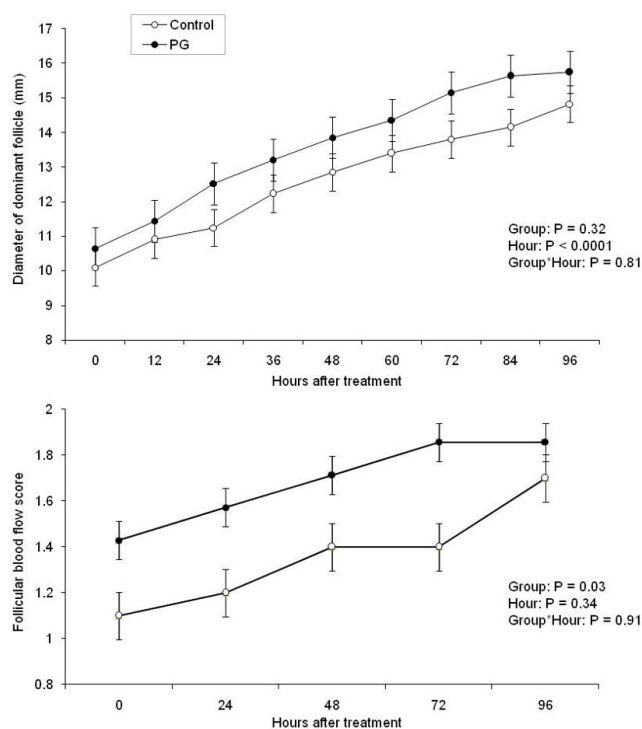 Control
PG
Diameter of dominant follicle (mm)
17
16
15
14
13
12
11
10
9
8
0 12 24 36 48 60 72 84 96
Hours after treatment
Group: P = 0.32
Hour: P < 0.0001
Group*Hour: P = 0.81
Follicular blood flow score
2
1.8
1.6
1.4
1.2
1
0.8
0 24 48 72 96
Hours after treatment
Group: P = 0.03
Hour: P = 0.34
Group*Hour: P = 0.91